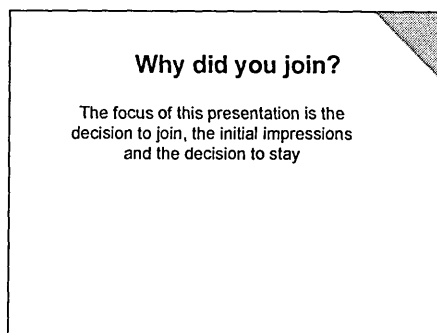 Why did you join?
The focus of this presentation is the
decision to join, the initial impressions
and the decision to stay